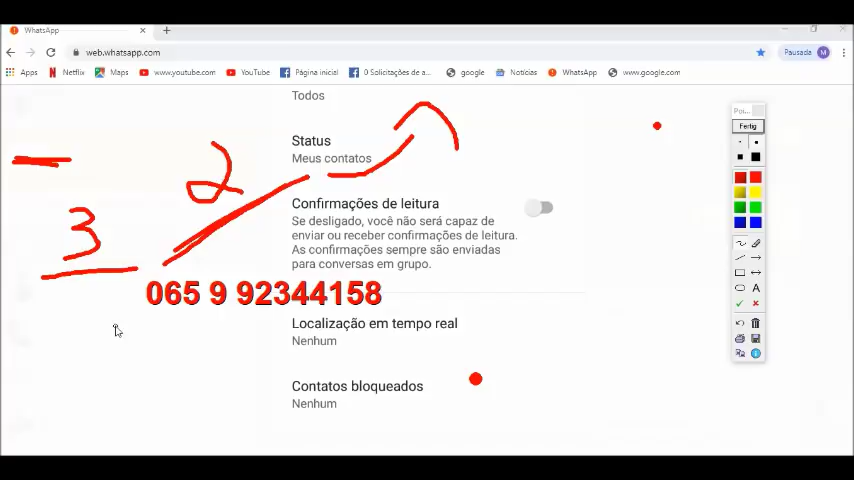 WhatsApp
web.whatsapp.com
Pausada M
Apps Netflix Maps www.youtube.com YouTube Página inicial 0 Solicitações de a... google Notícias WhatsApp www.google.com
Todos
Status
Meus contatos
Confirmações de leitura
Se desligado, você não será capaz de
enviar ou receber confirmações de leitura.
As confirmações sempre são enviadas
para conversas em grupo.
2
3
065 9 92344158
Localização em tempo real
Nenhum
Contatos bloqueados
Nenhum
Poi...
Fertig
A